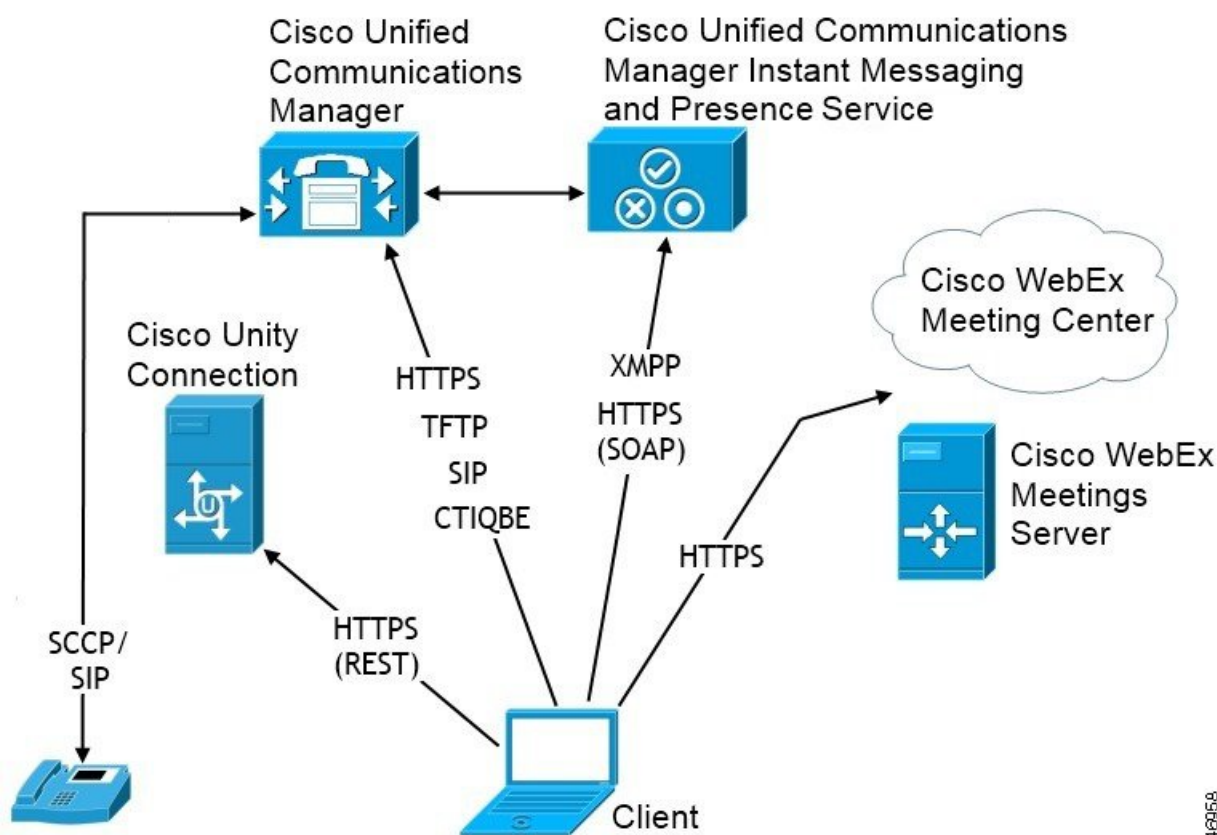 Cisco Unified
Communications
Manager
Cisco Unified Communications
Manager Instant Messaging
and Presence Service
Cisco WebEx
Meeting Center
Cisco Unity
Connection
HTTPS
TFTP
SIP
CTIQBE
XMPP
HTTPS
(SOAP)
Cisco WebEx
Meetings
Server
HTTPS
HTTPS
(REST)
SCCP/
SIP
U
Client